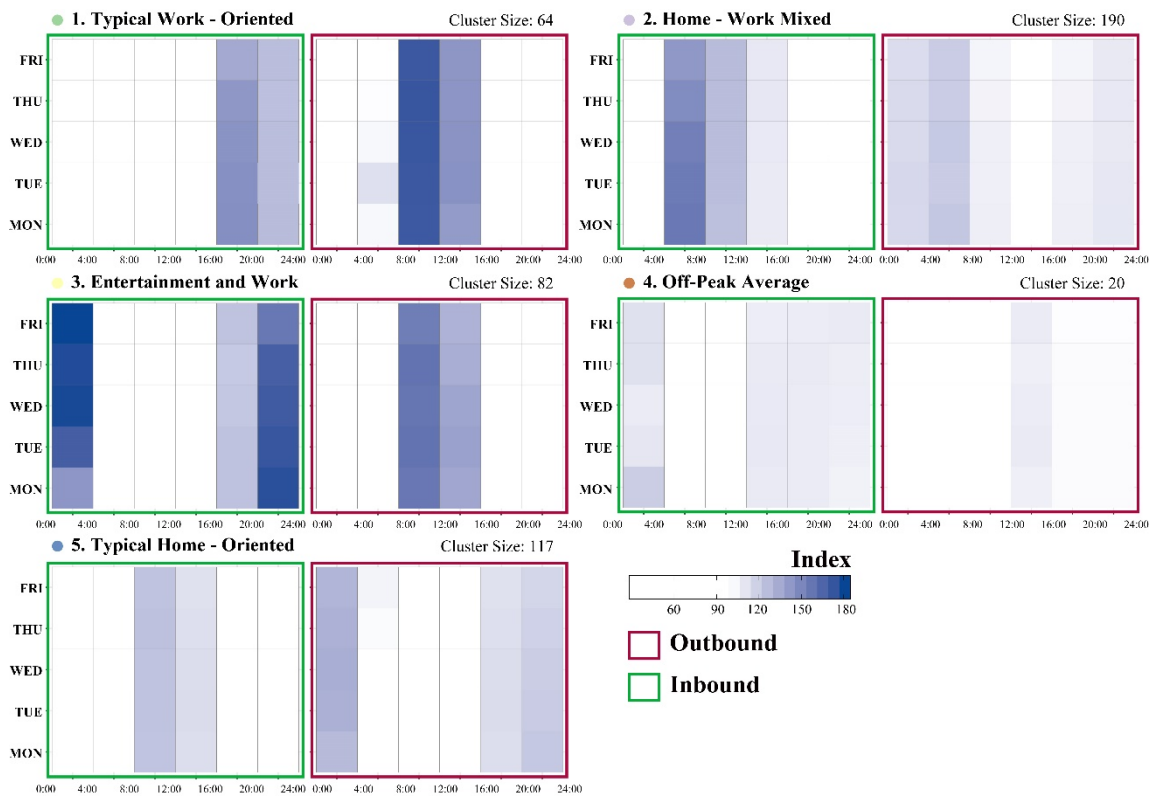 1. Typical Work - Oriented Cluster Size: 64
2. Home - Work Mixed Cluster Size: 190
FRI
THU
WED
TUE
MON
0:00 4:00 8:00 12:00 16:00 20:00 24:00
0:00 4:00 8:00 12:00 16:00 20:00 24:00
FRI
THU
WED
TUE
MON
0:00 4:00 8:00 12:00 16:00 20:00 24:00
0:00 4:00 8:00 12:00 16:00 20:00 24:00
3. Entertainment and Work Cluster Size: 82
4. Off-Peak Average Cluster Size: 20
FRI
THU
WED
TUE
MON
0:00 4:00 8:00 12:00 16:00 20:00 24:00
0:00 4:00 8:00 12:00 16:00 20:00 24:00
FRI
THU
WED
TUE
MON
0:00 4:00 8:00 12:00 16:00 20:00 24:00
0:00 4:00 8:00 12:00 16:00 20:00 24:00
5. Typical Home - Oriented Cluster Size: 117
FRI
THU
WED
TUE
MON
0:00 4:00 8:00 12:00 16:00 20:00 24:00
0:00 4:00 8:00 12:00 16:00 20:00 24:00
Index
60 90 120 150 180
Outbound
Inbound